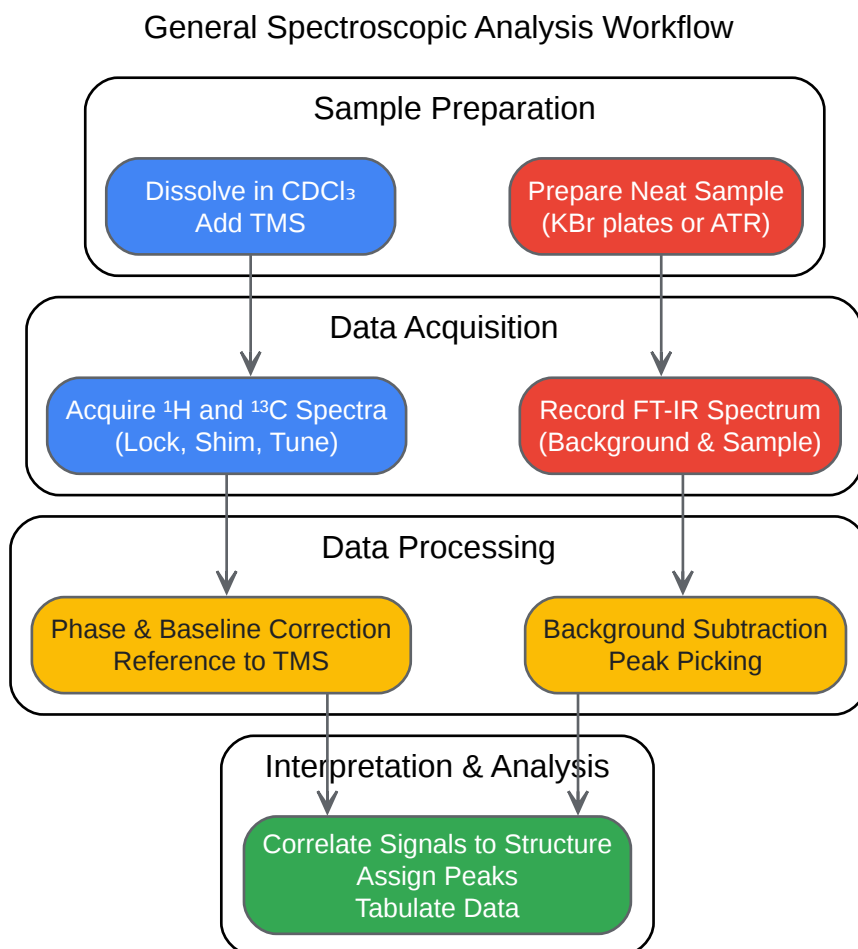 General Spectroscopic Analysis Workflow
Sample Preparation
Dissolve in CDCl₃
Add TMS
Prepare Neat Sample
(KBr plates or ATR)
Data Acquisition
Acquire ¹H and ¹³C Spectra
(Lock, Shim, Tune)
Record FT-IR Spectrum
(Background & Sample)
Data Processing
Phase & Baseline Correction
Reference to TMS
Background Subtraction
Peak Picking
Interpretation & Analysis
Correlate Signals to Structure
Assign Peaks
Tabulate Data